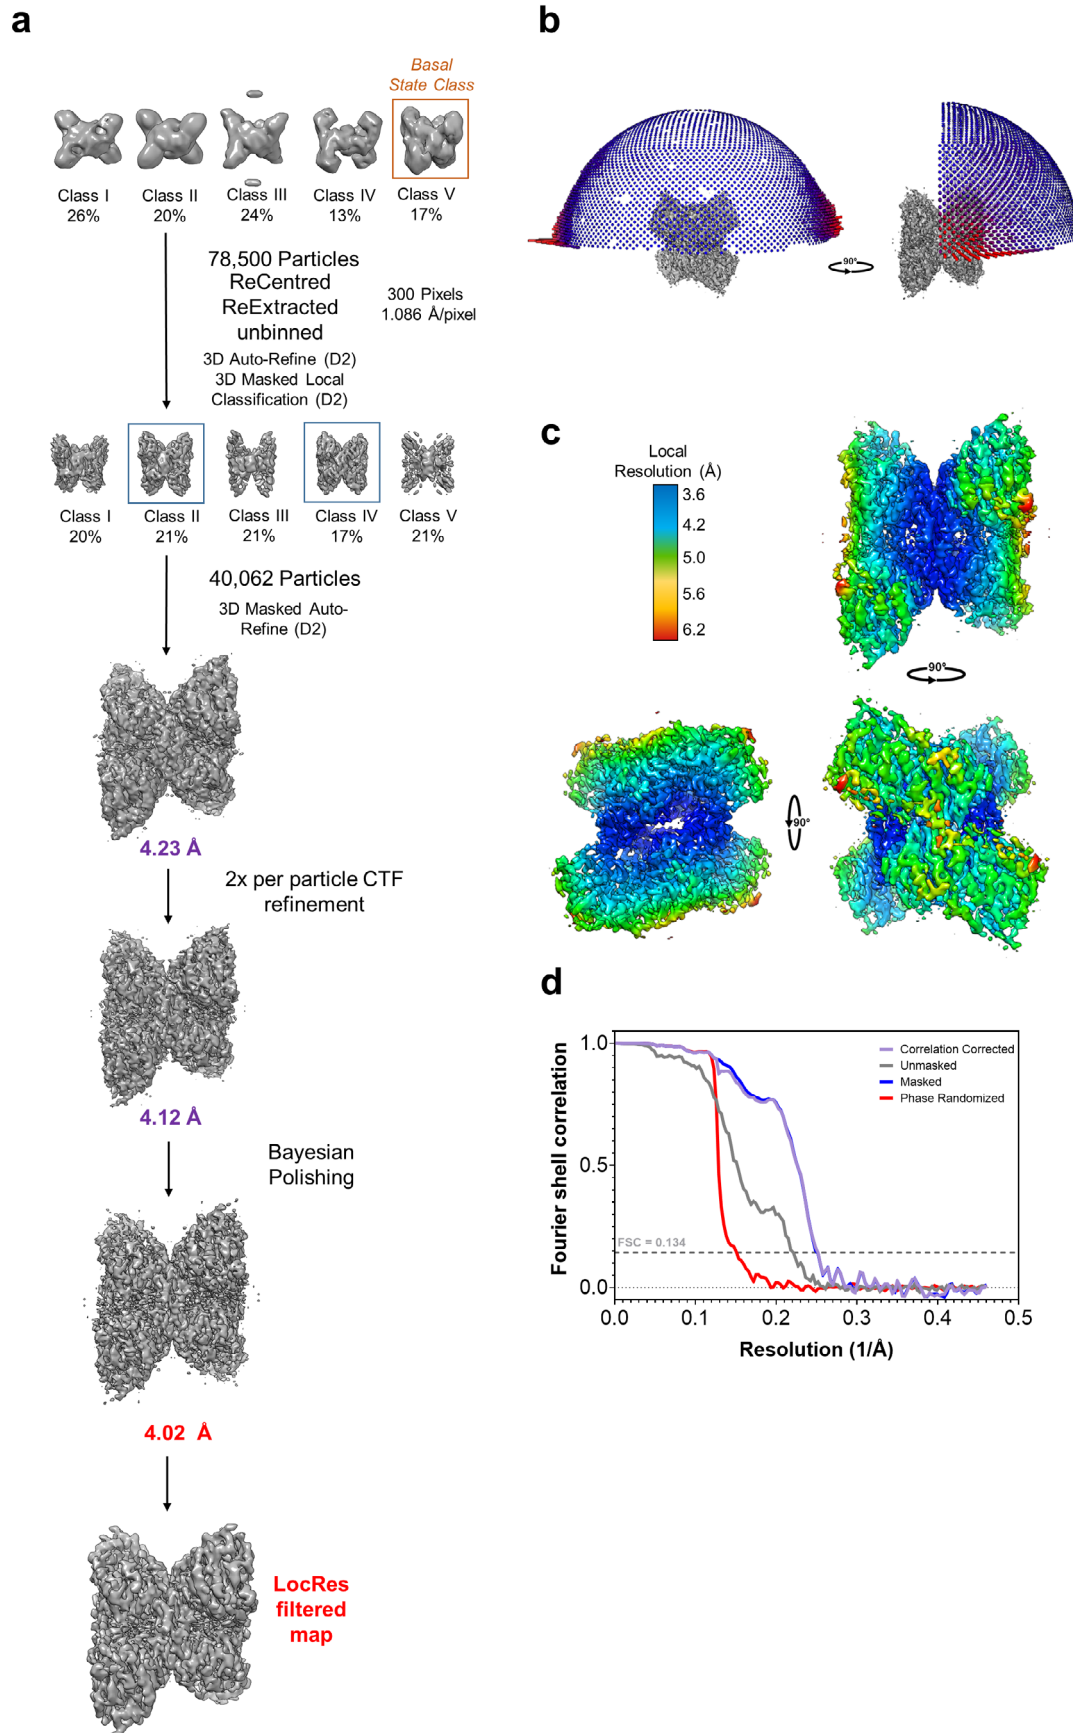 a
Basal
State Class
Class I
26%
Class II
20%
Class III
24%
Class IV
13%
Class V
17%
78,500 Particles
ReCentred
ReExtracted
unbinned
300 Pixels
1.086 Å/pixel
3D Auto-Refine (D2)
3D Masked Local
Classification (D2)
Class I
20%
Class II
21%
Class III
21%
Class IV
17%
Class V
21%
40,062 Particles
3D Masked Auto-
Refine (D2)
4.23 Å
2x per particle CTF
refinement
4.12 Å
Bayesian
Polishing
4.02 Å
LocRes
filtered
map
b
90°
c
Local
Resolution (Å)
3.6
4.2
5.0
5.6
6.2
90°
90°
d
Fourier shell correlation
1.0
0.5
0.0
Correlation Corrected
Unmasked
Masked
Phase Randomized
FSC = 0.134
0.0
0.1
0.2
0.3
0.4
0.5
Resolution (1/Å)